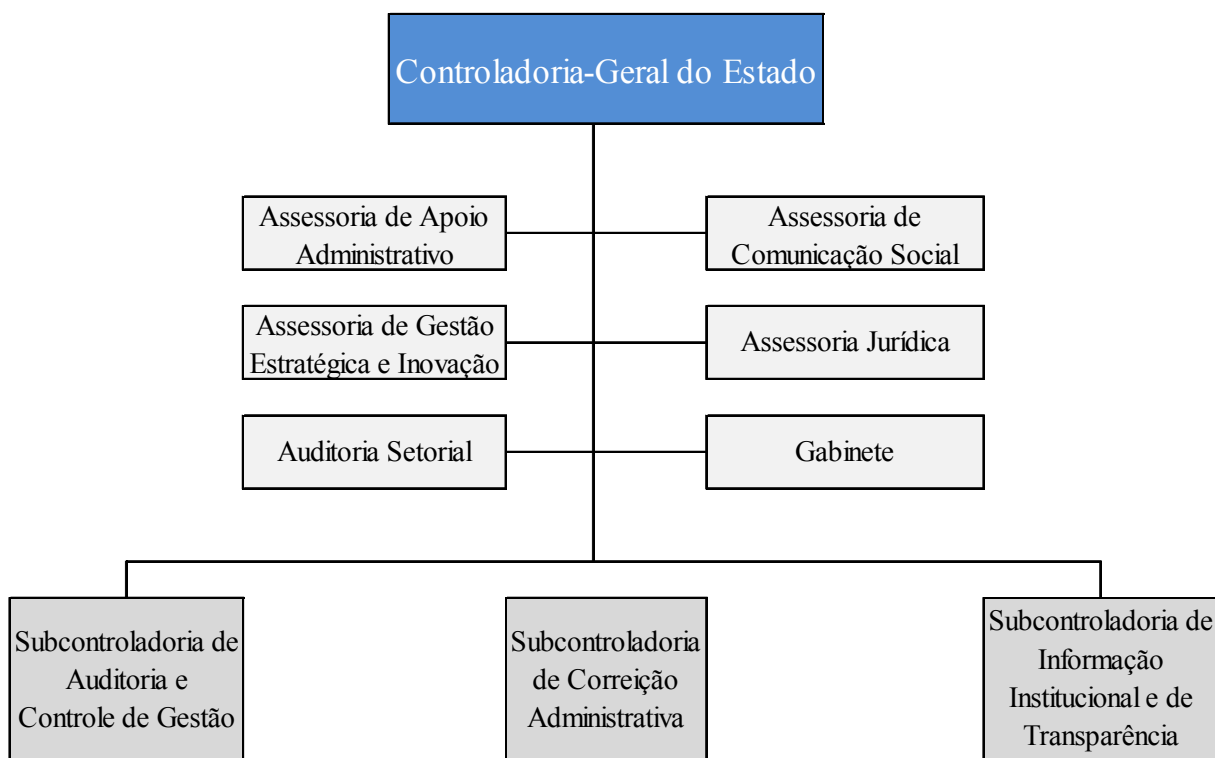 Controladoria-Geral do Estado
Assessoria de Apoio
Administrativo
Assessoria de
Comunicação Social
Assessoria de Gestão
Estratégica e Inovação
Assessoria Jurídica
Auditoria Setorial
Gabinete
Subcontroladoria de
Auditoria e
Controle de Gestão
Subcontroladoria
de Correição
Administrativa
Subcontroladoria de
Informação
Institucional e de
Transparência